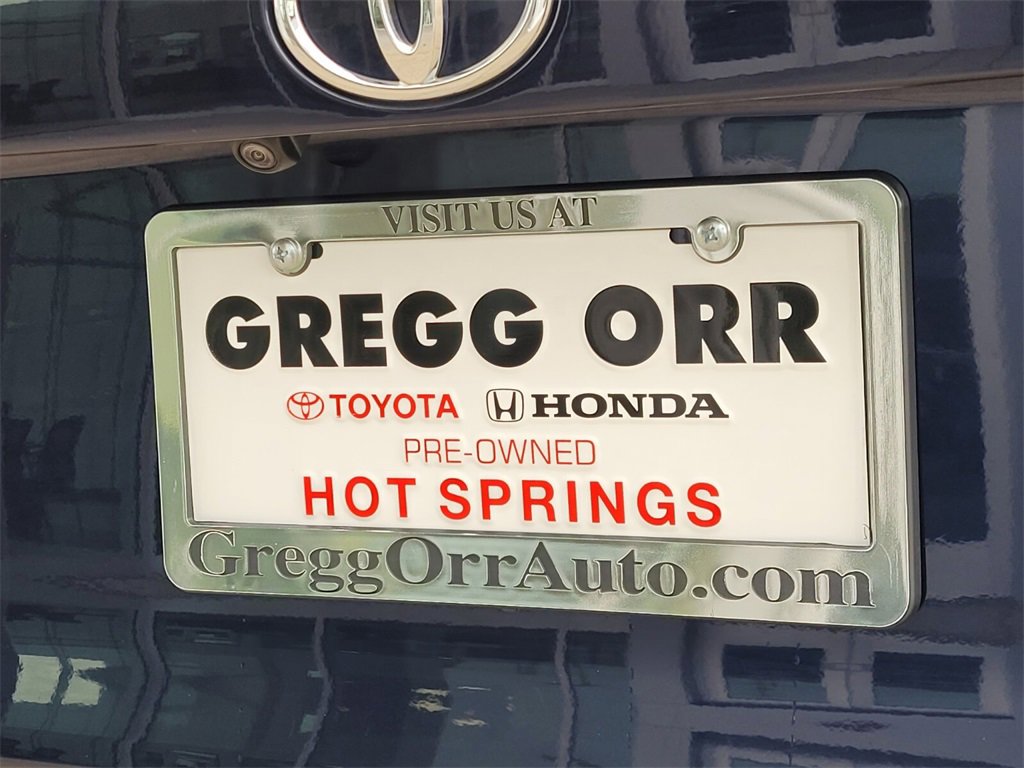 VISIT US AT
GREGG ORR
TOYOTA HONDA
PRE-OWNED
HOT SPRINGS
GreggOrrAuto.com